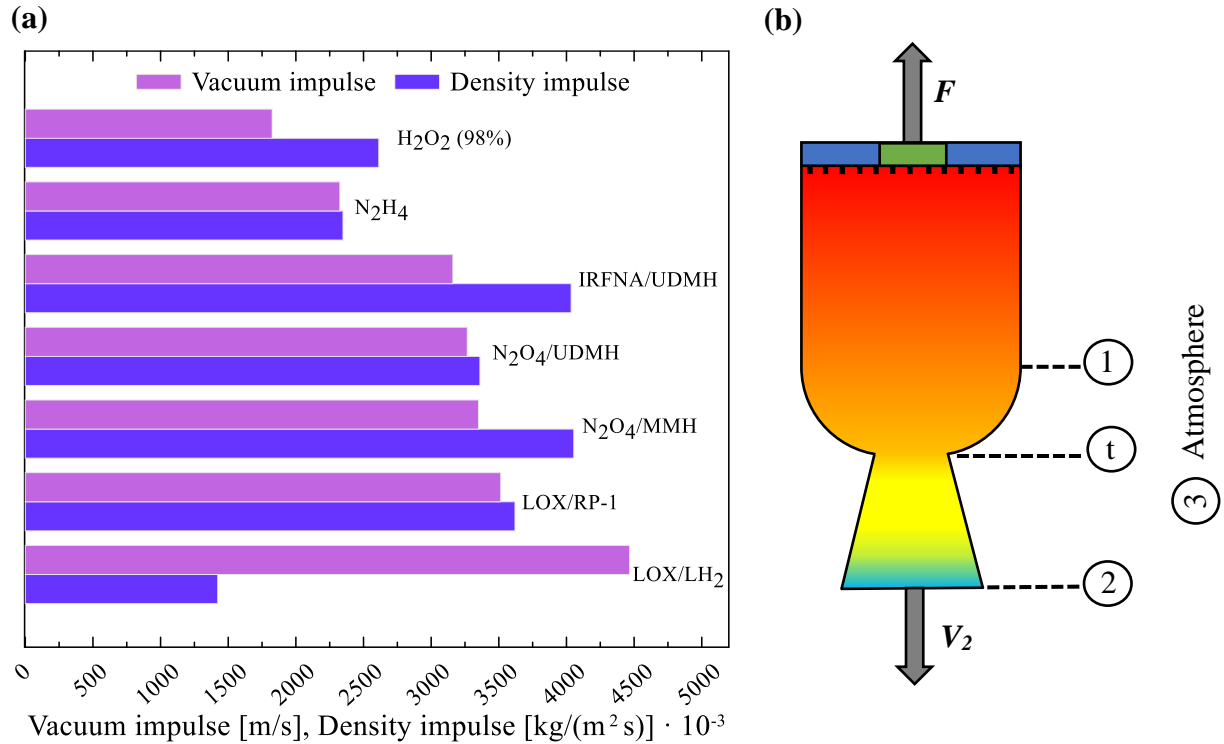 (a)
Vacuum impulse
Density impulse
H₂O₂ (98%)
N₂H₄
IRFNA/UDMH
N₂O₄/UDMH
N₂O₄/MMH
LOX/RP-1
LOX/LH₂
0
500
1000
1500
2000
2500
3000
3500
4000
4500
5000
Vacuum impulse [m/s], Density impulse [kg/(m² s)] · 10⁻³
(b)
F
1
t
2
V₂
3 Atmosphere